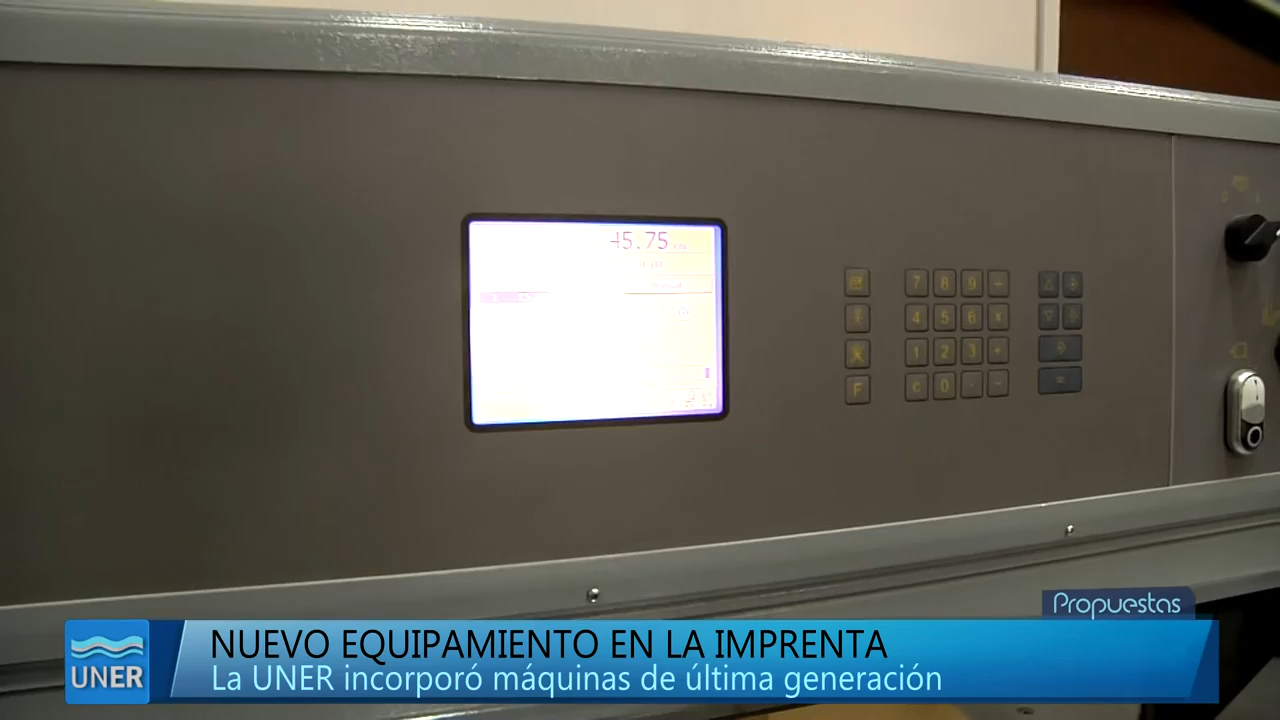 45.75
7 8 9 −
4 5 6 x
1 2 3 +
F
C 0 . −
Propuestas
NUEVO EQUIPAMIENTO EN LA IMPRENTA
UNER
La UNER incorporó máquinas de última generación